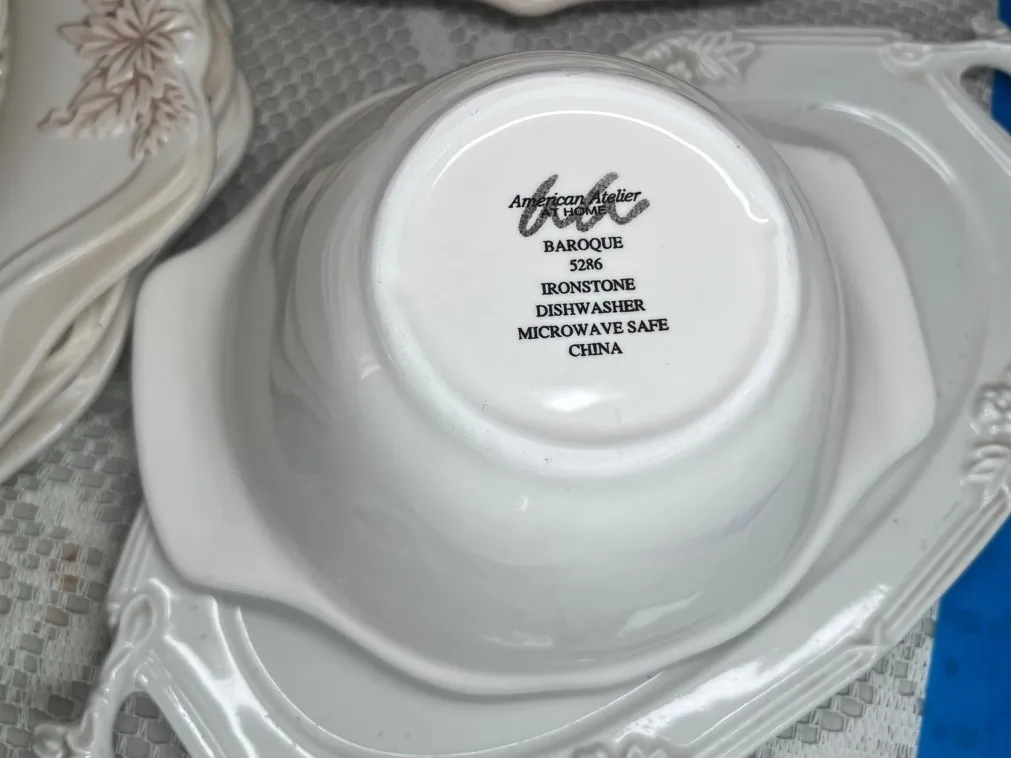 American Atelier
AT HOME
BAROQUE
5286
IRONSTONE
DISHWASHER
MICROWAVE SAFE
CHINA